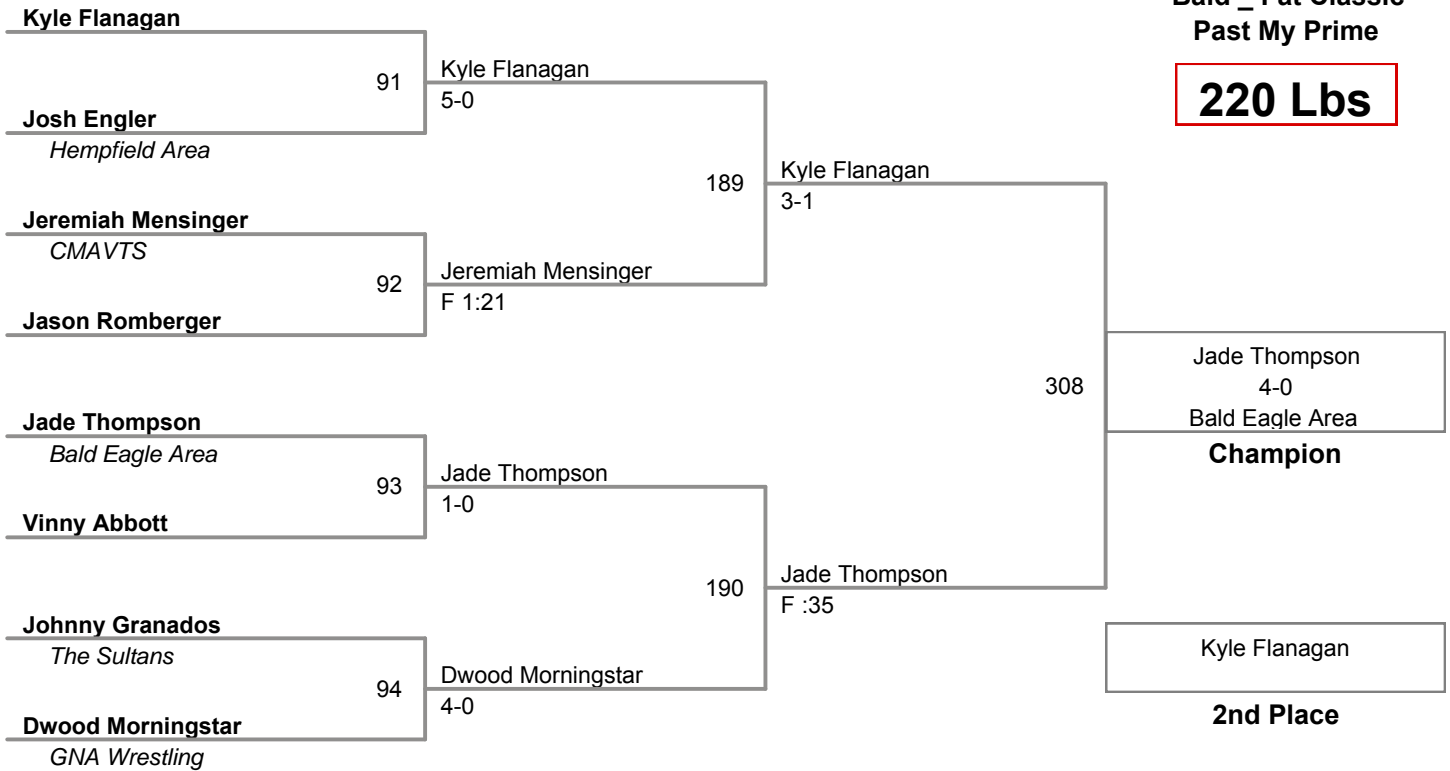 Bald _ Fat Classic
Past My Prime
220 Lbs
Kyle Flanagan
91
Josh Engler
Hempfield Area
Jeremiah Mensinger
CMAVTS
92
Jason Romberger
Jade Thompson
Bald Eagle Area
93
Vinny Abbott
Johnny Granados
The Sultans
94
Dwood Morningstar
GNA Wrestling
Kyle Flanagan
5-0
189
Jeremiah Mensinger
F 1:21
Jade Thompson
1-0
190
Dwood Morningstar
4-0
Kyle Flanagan
3-1
308
Jade Thompson
F :35
Jade Thompson
4-0
Bald Eagle Area
Champion
Kyle Flanagan
2nd Place